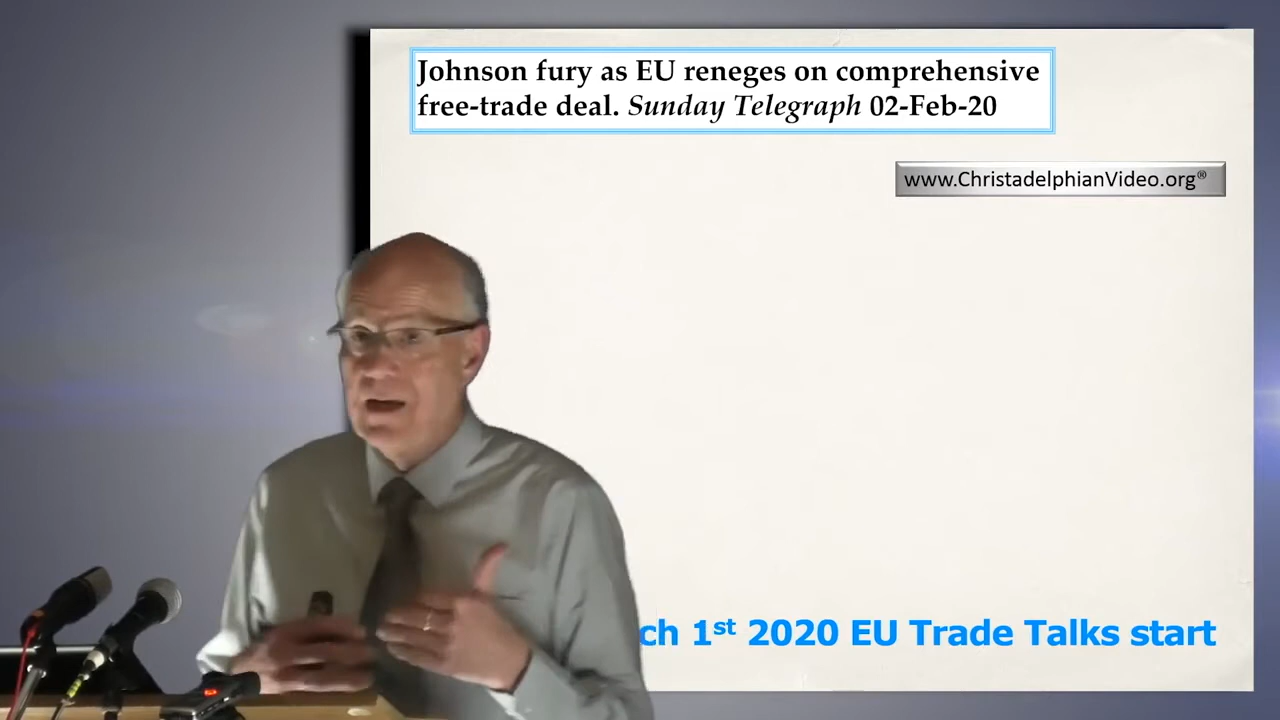 Johnson fury as EU reneges on comprehensive
free-trade deal. Sunday Telegraph 02-Feb-20
www.ChristadelphianVideo.org®
1st 2020 EU Trade Talks start